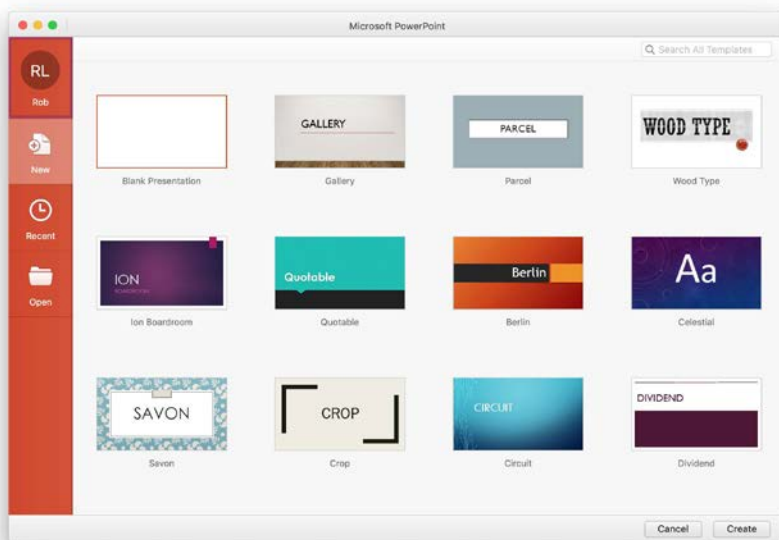 Microsoft PowerPoint
Search All Templates
RL
Rob
New
Recent
Open
Blank Presentation
GALLERY
Gallery
PARCEL
Parcel
WOOD TYPE
Wood Type
ION
BOARDROOM
Ion Boardroom
Quotable
Quotable
Berlin
Berlin
Aa
Celestial
SAVON
Savon
CROP
Crop
CIRCUIT
Circuit
DIVIDEND
Dividend
Cancel
Create